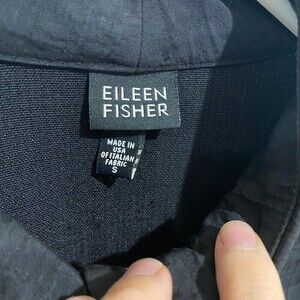 EILEEN
FISHER
MADE IN
USA
OF ITALIAN
FABRIC
S